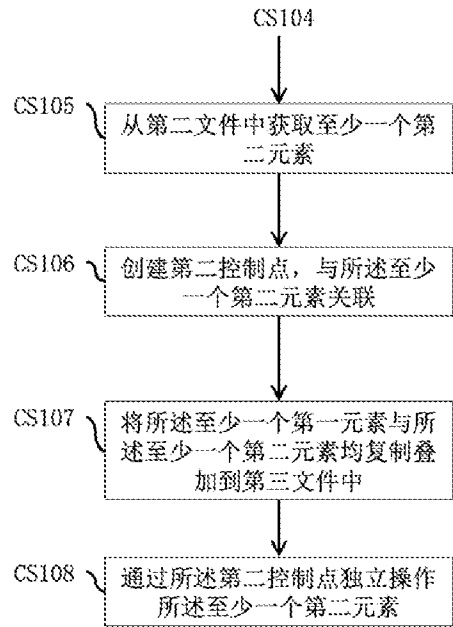 CS104
CS105
从第二文件中获取至少一个第
二元素
CS106
创建第二控制点，与所述至少
一个第二元素关联
CS107
将所述至少一个第一元素与所
述至少一个第二元素均复制叠
加到第三文件中
CS108
通过所述第二控制点独立操作
所述至少一个第二元素